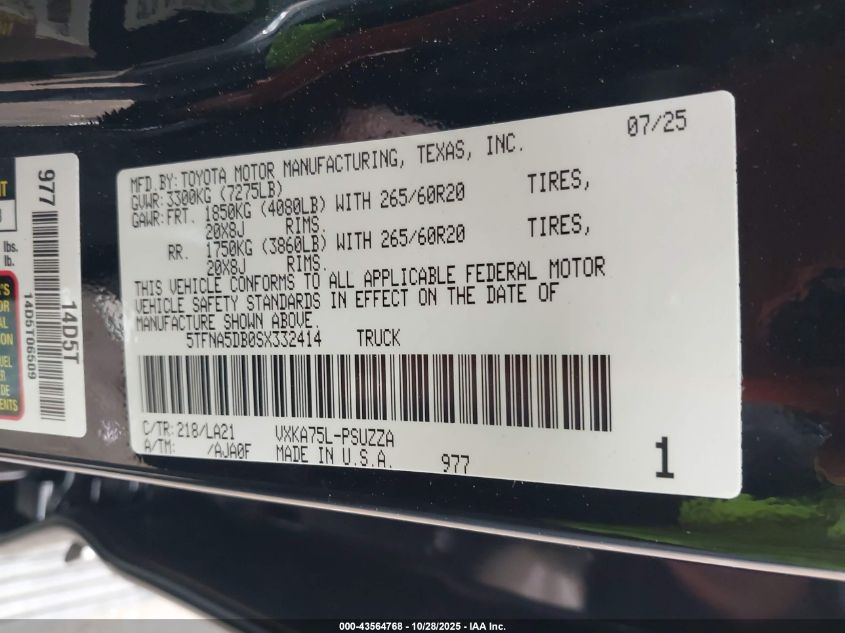 07/25
MFD.BY:TOYOTA MOTOR MANUFACTURING, TEXAS, INC.
GVWR:3300KG (7275LB)
GAWR:FRT. 1850KG (4080LB) WITH 265/60R20 TIRES,
20X8J RIMS.
RR. 1750KG (3860LB) WITH 265/60R20 TIRES,
20X8J RIMS.
THIS VEHICLE CONFORMS TO ALL APPLICABLE FEDERAL MOTOR
VEHICLE SAFETY STANDARDS IN EFFECT ON THE DATE OF
MANUFACTURE SHOWN ABOVE.
5TFNA5DB0SX332414 TRUCK
C/TR:218/LA21 VXKA75L-PSUZZA
A/TM: /AJA0F MADE IN U.S.A. 977
1
977
14D5T
14D5T06509
lbs.
lb.
000-43564768 - 10/28/2025 - IAA Inc.